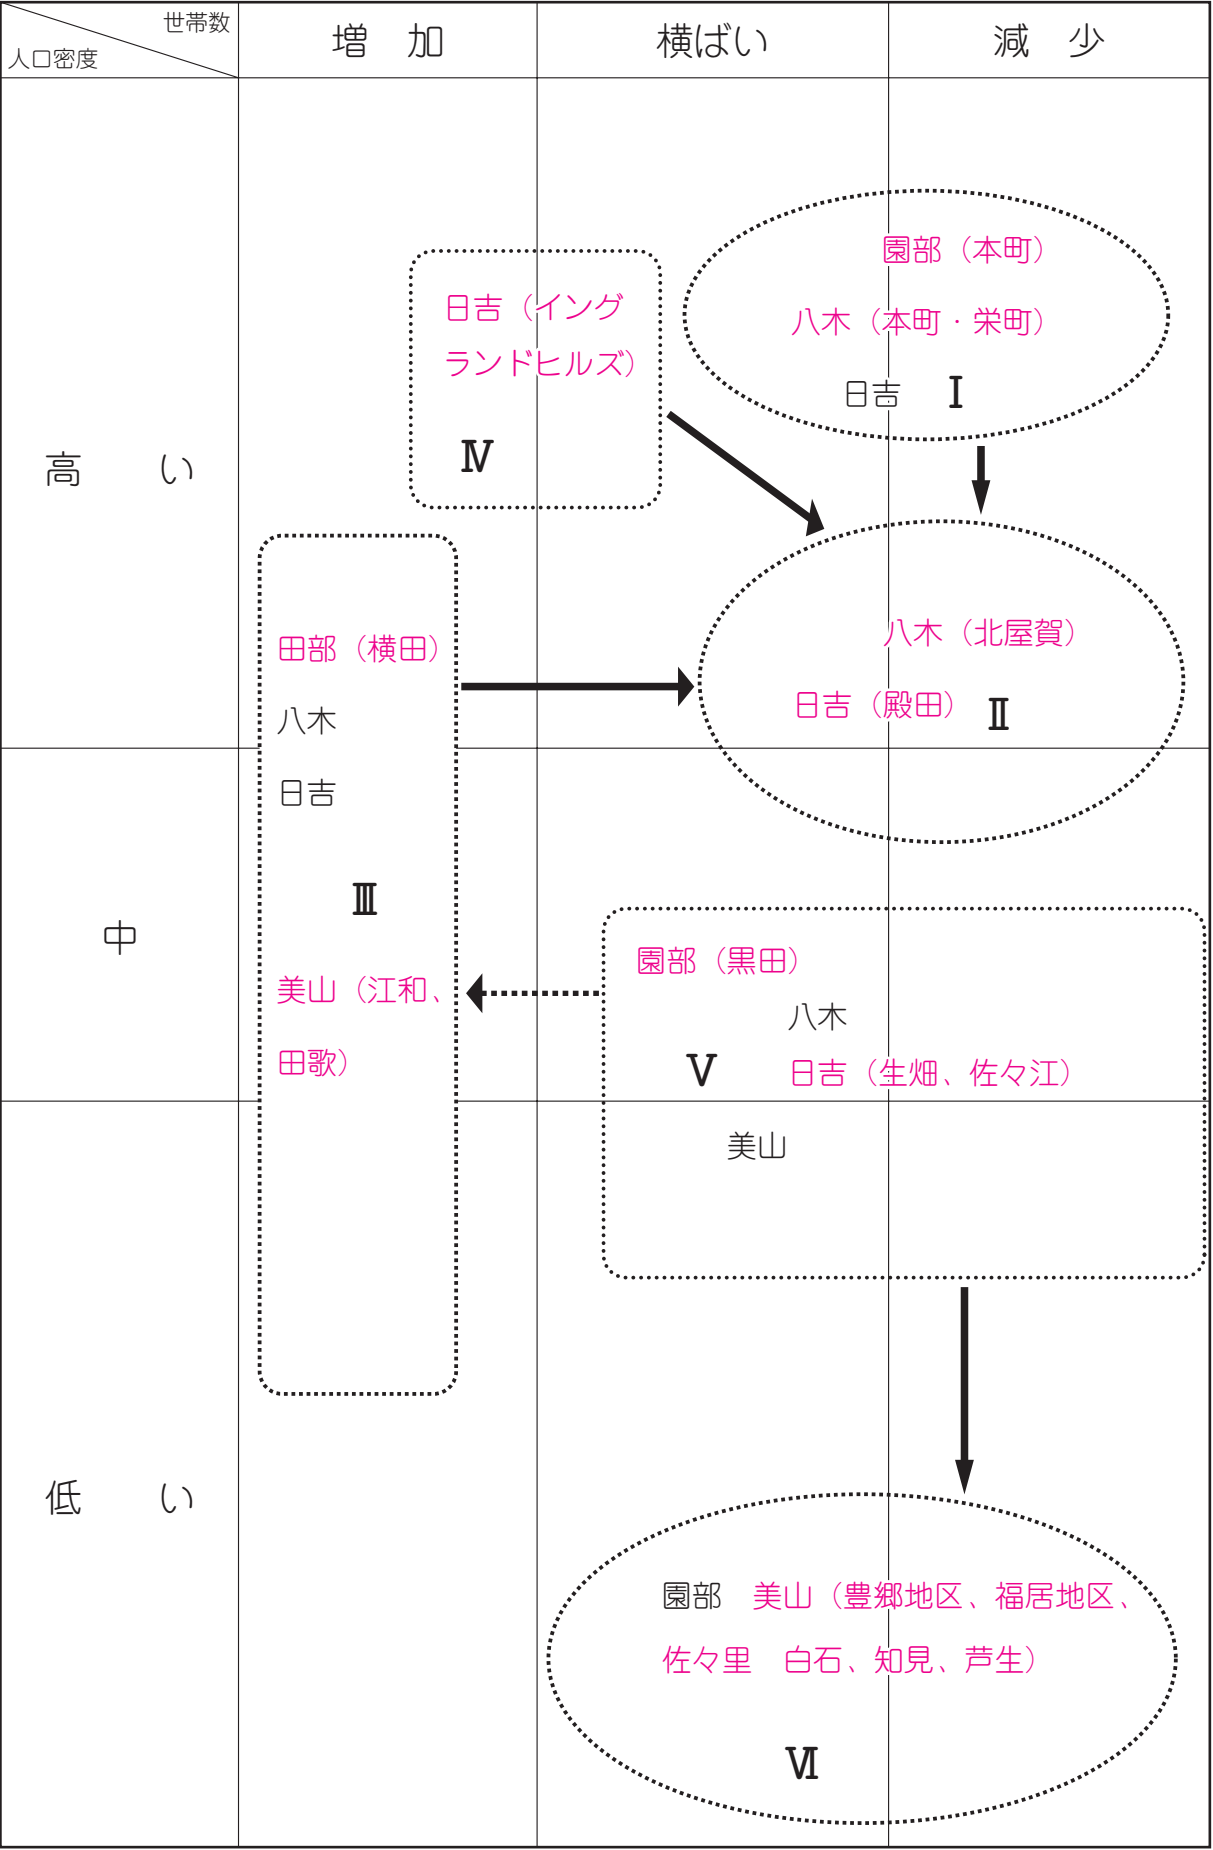 世帯数
人口密度
増　加
横ばい
減　少
高　い
園部（本町）
八木（本町・栄町）
日吉　Ⅰ
日吉（イング
ランドヒルズ）
Ⅳ
田部（横田）
八木
日吉
Ⅲ
美山（江和、
田歌）
八木（北屋賀）
日吉（殿田）　Ⅱ
中
園部（黒田）
八木
Ⅴ　日吉（生畑、佐々江）
美山
低　い
園部　美山（豊郷地区、福居地区、
佐々里　白石、知見、芦生）
Ⅵ